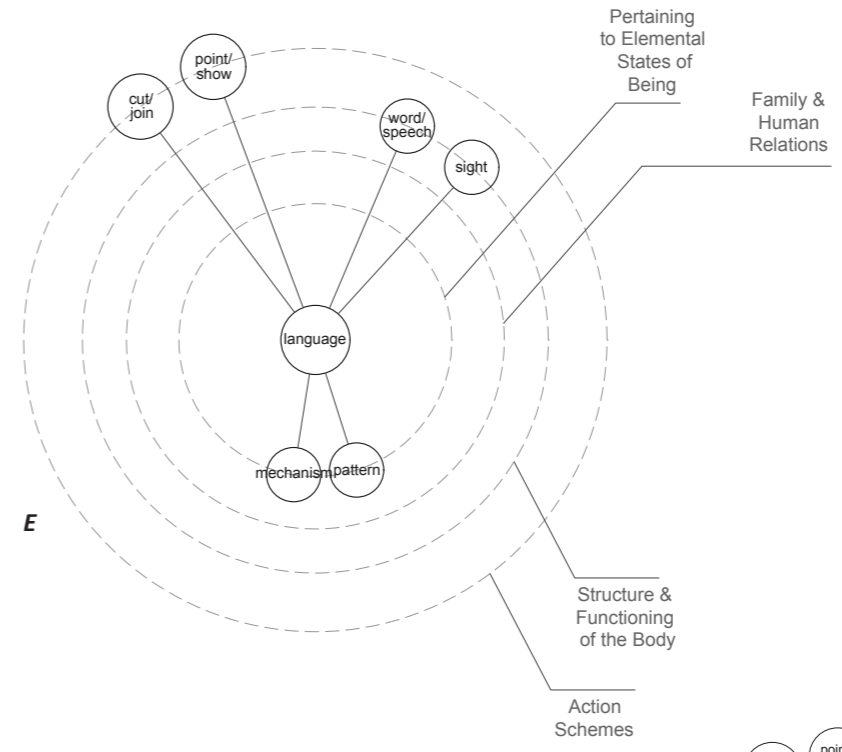 Pertaining
to Elemental
States of
Being
Family &
Human
Relations
point/
show
cut/
join
word/
speech
sight
language
mechanism
pattern
E
Structure &
Functioning
of the Body
Action
Schemes